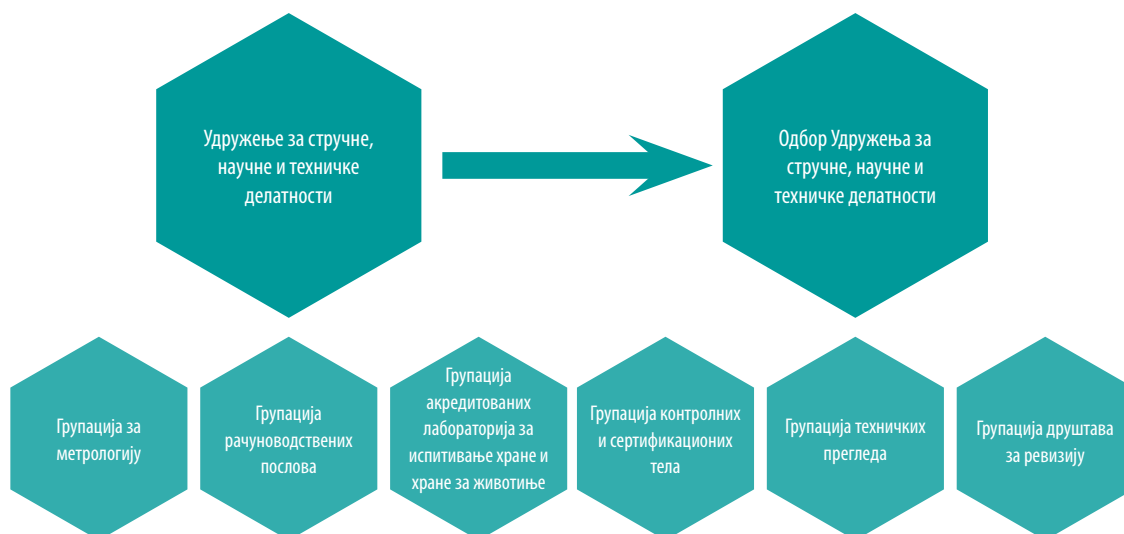 Удружење за стручне,
научне и техничке
делатности
Одбор Удружења за
стручне, научне и
техничке делатности
Групација за
метрологију
Групација
рачуноводствених
послова
Групација
акредитованих
лабораторија за
испитивање хране и
хране за животиње
Групација контролних
и сертификационих
тела
Групација техничких
прегледа
Групација друштава
за ревизију